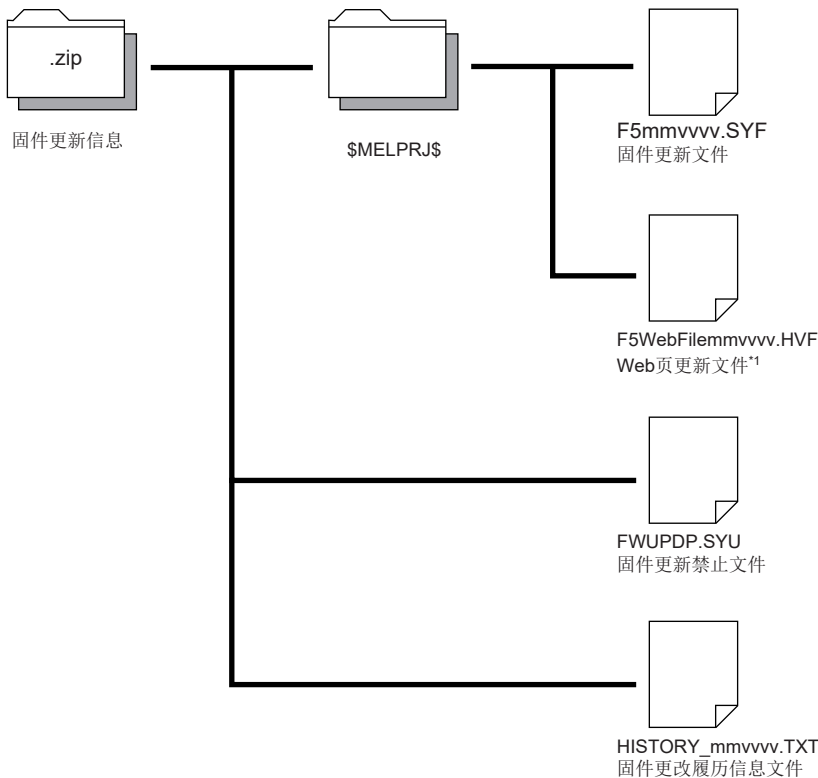 .zip
固件更新信息
$MELPRJ$
F5mmvvvv.SYF
固件更新文件
F5WebFilemmvvvv.HVF
Web页更新文件*1
FWUPDP.SYU
固件更新禁止文件
HISTORY_mmvvvv.TXT
固件更改履历信息文件